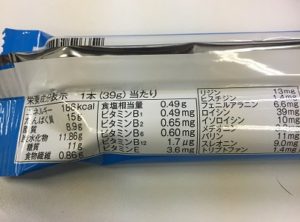 栄養成分表示 1本 (39g) 当たり
エネルギー 188kcal
たんぱく質 15g
脂質 8.9g
炭水化物 11.86g
糖質 11g
食物繊維 0.86g
食塩相当量 0.49g
ビタミンB1 0.49mg
ビタミンB2 0.65mg
ビタミンB6 0.60mg
ビタミンB12 1.7μg
ビタミンE 3.6mg
リジン 13mg
ヒスチジン
フェニルアラニン 6.6mg
ロイシン 39mg
イソロイシン 10mg
メチオニン
バリン
スレオニン 9.0mg
トリプトファン 1.4mg